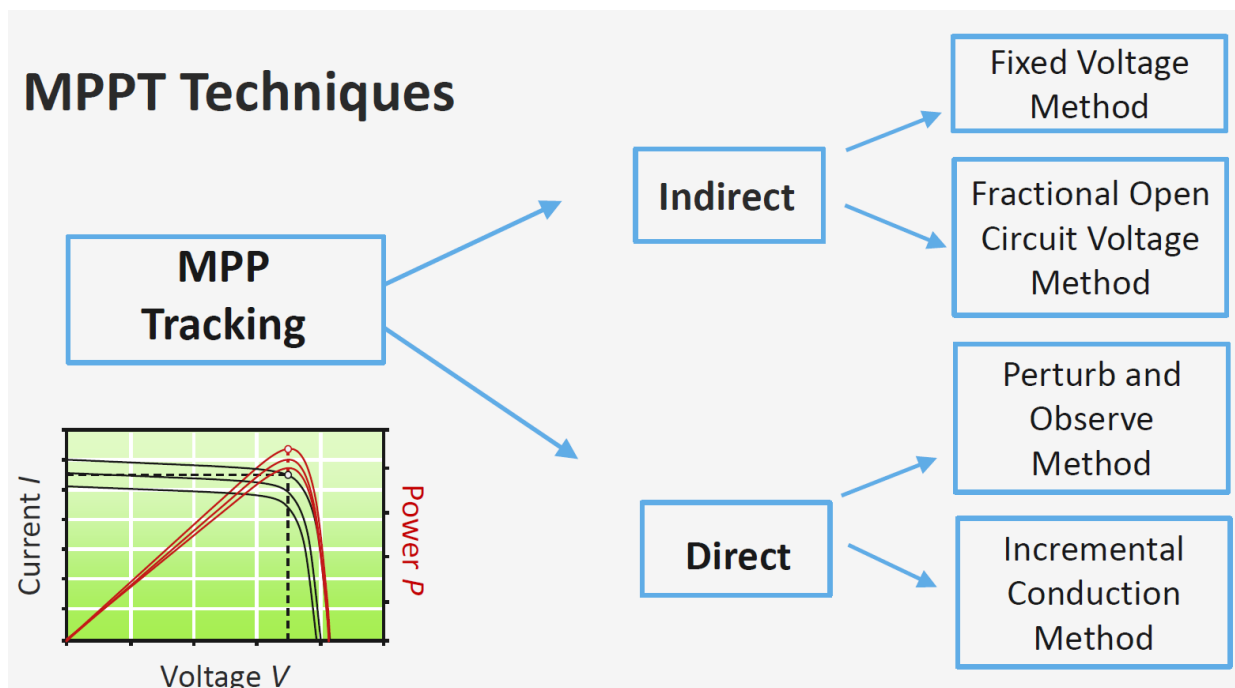 MPPT Techniques
MPP
Tracking
Indirect
Fixed Voltage
Method
Fractional Open
Circuit Voltage
Method
Direct
Perturb and
Observe
Method
Incremental
Conduction
Method
Current I
Power P
Voltage V